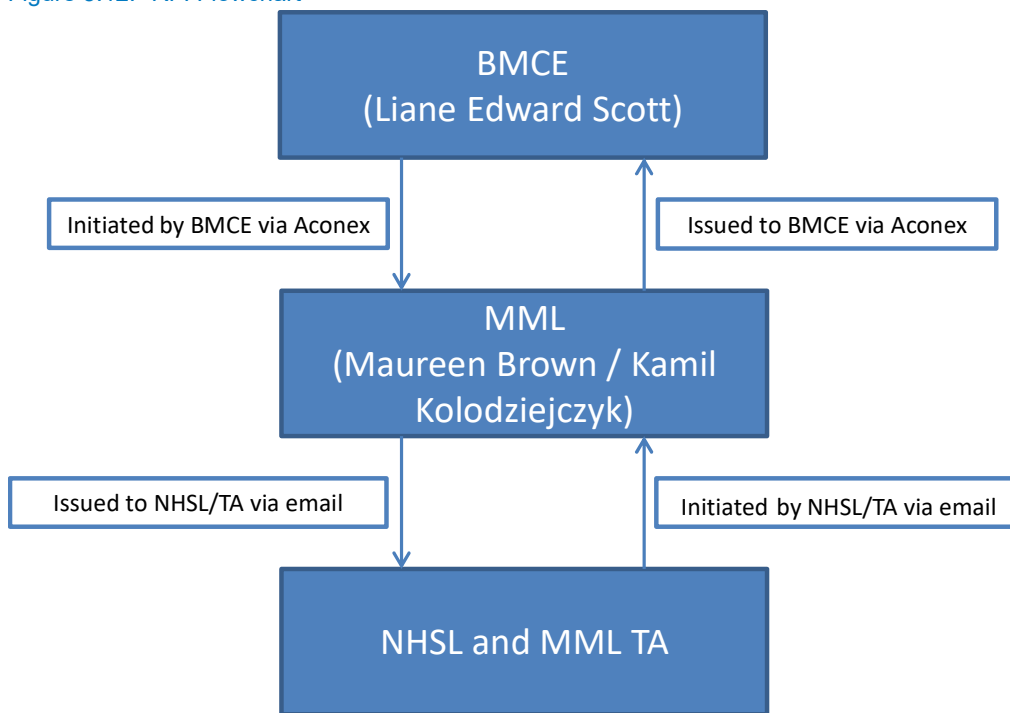 BMCE
(Liane Edward Scott)
Initiated by BMCE via Aconex
Issued to BMCE via Aconex
MML
(Maureen Brown / Kamil
Kolodziejczyk)
Issued to NHSL/TA via email
Initiated by NHSL/TA via email
NHSL and MML TA